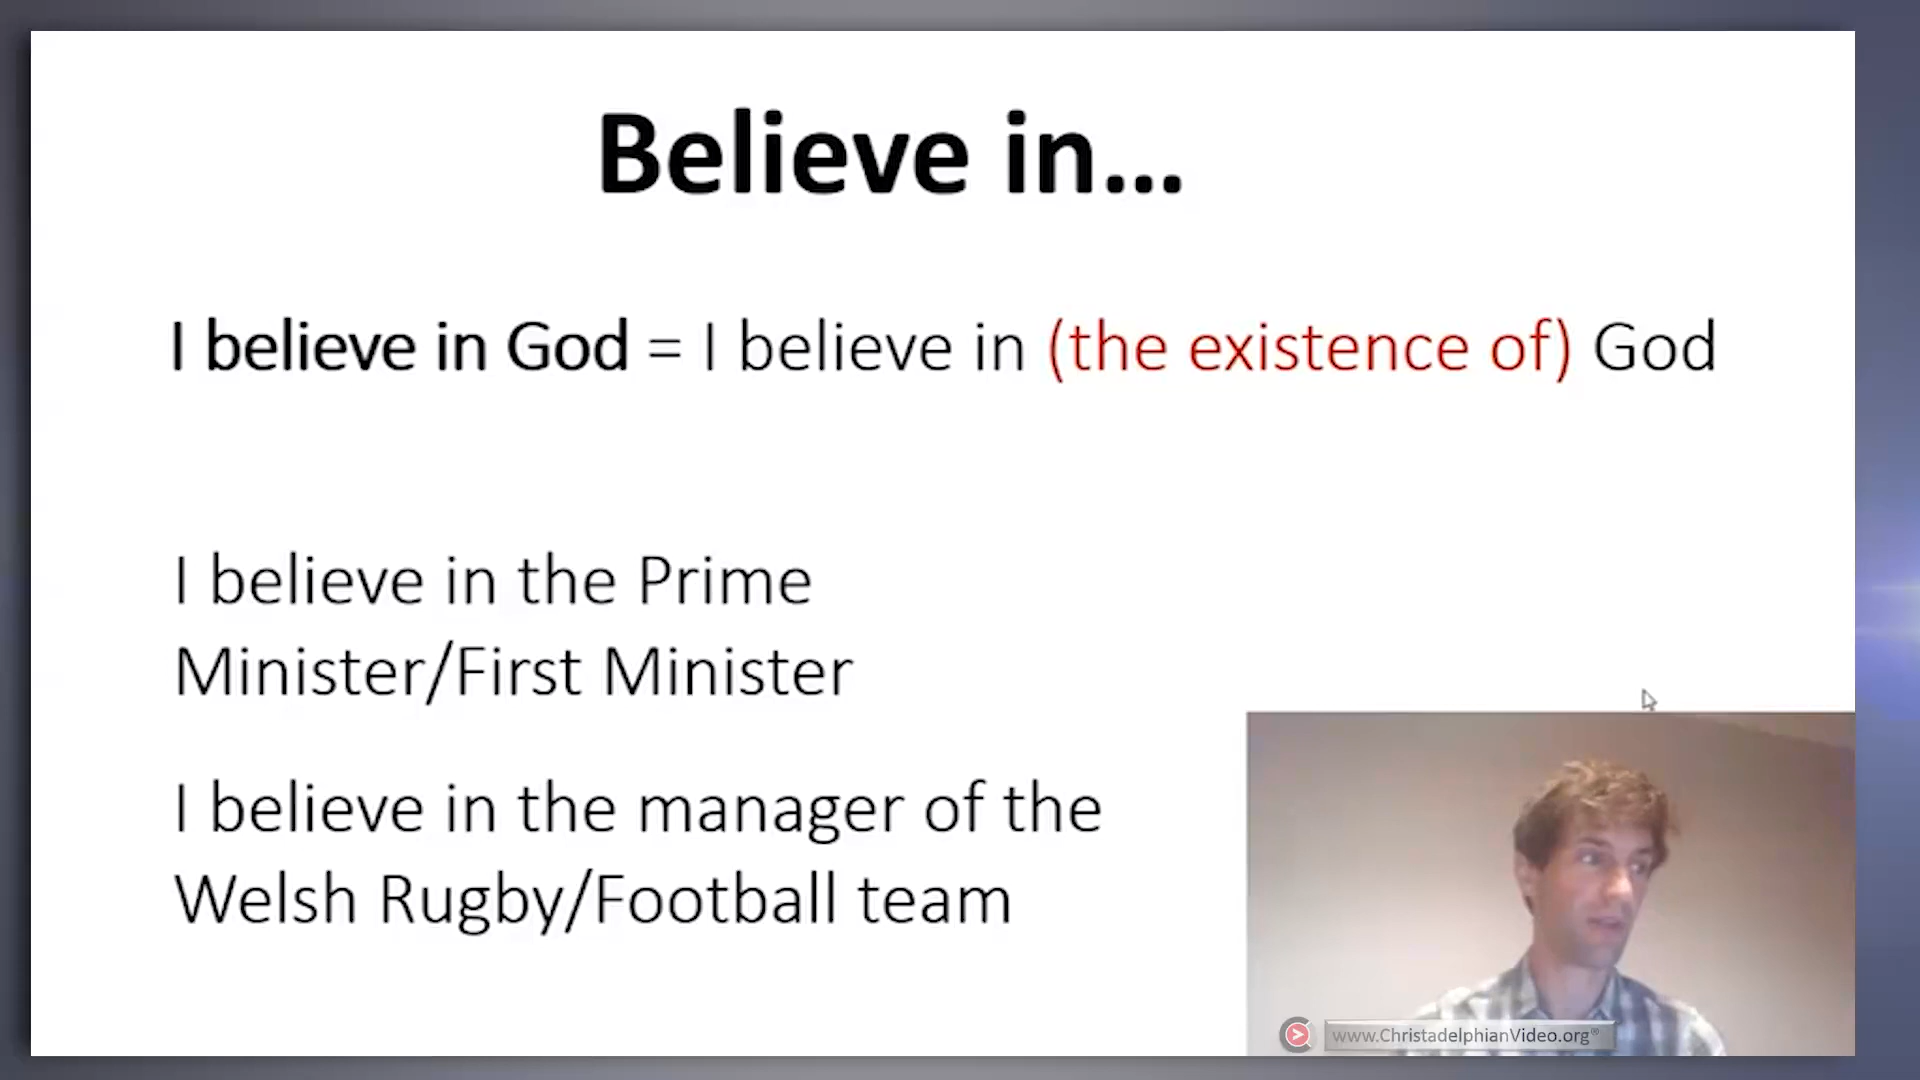 Believe in...
I believe in God = I believe in (the existence of) God
I believe in the Prime
Minister/First Minister
I believe in the manager of the
Welsh Rugby/Football team
www.ChristadelphianVideo.org®